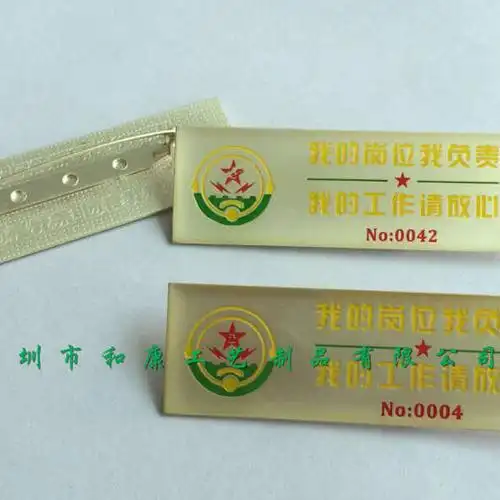 我的岗位我负责
我的工作请放心
No:0042
我的岗位我负
圳市和康工艺制品有限公司
我的工作请放
No:0004